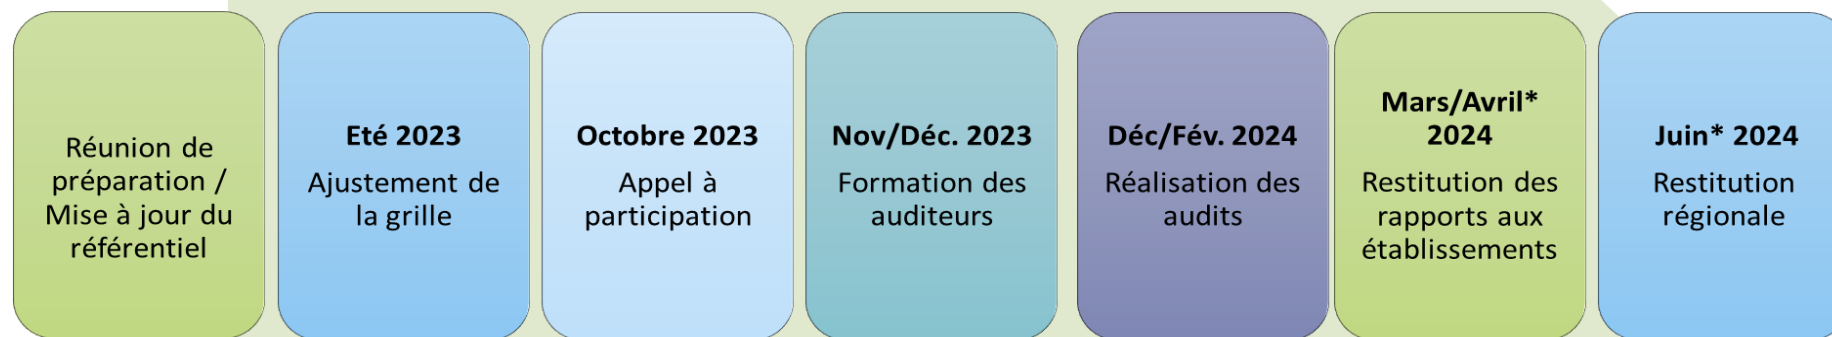 Réunion de
préparation /
Mise à jour du
référentiel
Eté 2023
Ajustement de
la grille
Octobre 2023
Appel à
participation
Nov/Déc. 2023
Formation des
auditeurs
Déc/Fév. 2024
Réalisation des
audits
Mars/Avril*
2024
Restitution des
rapports aux
établissements
Juin* 2024
Restitution
régionale